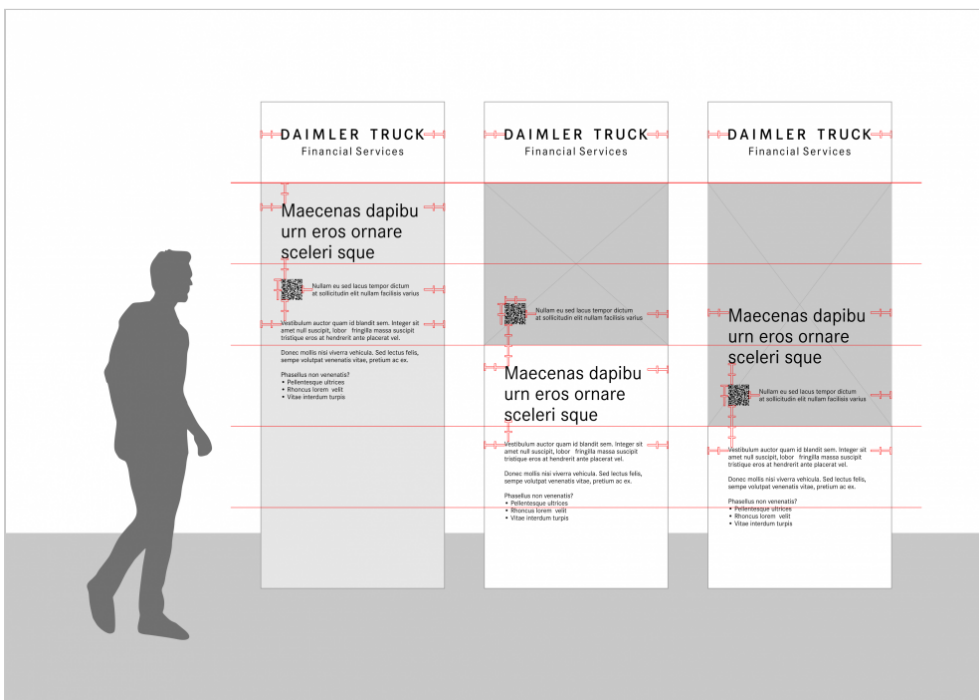 DAIMLER TRUCK
Financial Services
Maecenas dapibu
urn eros ornare
sceleri sque
Nullam eu sed lacus tempor dictum
at sollicitudin elit nullam facilisis varius
Vestibulum auctor quam id blandit sem. Integer sit
amet null suscipit, lobor fringilla massa suscipit
tristique eros at hendrerit ante placerat vel.
Donec mollis nisi viverra vehicula. Sed lectus felis,
sempe volutpat venenatis vitae, pretium ac ex.
Phasellus non venenatis?
• Pellentesque ultrices
• Rhoncus lorem velit
• Vitae interdum turpis
DAIMLER TRUCK
Financial Services
Nullam eu sed lacus tempor dictum
at sollicitudin elit nullam facilisis varius
Maecenas dapibu
urn eros ornare
sceleri sque
Vestibulum auctor quam id blandit sem. Integer sit
amet null suscipit, lobor fringilla massa suscipit
tristique eros at hendrerit ante placerat vel.
Donec mollis nisi viverra vehicula. Sed lectus felis,
sempe volutpat venenatis vitae, pretium ac ex.
Phasellus non venenatis?
• Pellentesque ultrices
• Rhoncus lorem velit
• Vitae interdum turpis
DAIMLER TRUCK
Financial Services
Maecenas dapibu
urn eros ornare
sceleri sque
Nullam eu sed lacus tempor dictum
at sollicitudin elit nullam facilisis varius
Vestibulum auctor quam id blandit sem. Integer sit
amet null suscipit, lobor fringilla massa suscipit
tristique eros at hendrerit ante placerat vel.
Donec mollis nisi viverra vehicula. Sed lectus felis,
sempe volutpat venenatis vitae, pretium ac ex.
Phasellus non venenatis?
• Pellentesque ultrices
• Rhoncus lorem velit
• Vitae interdum turpis